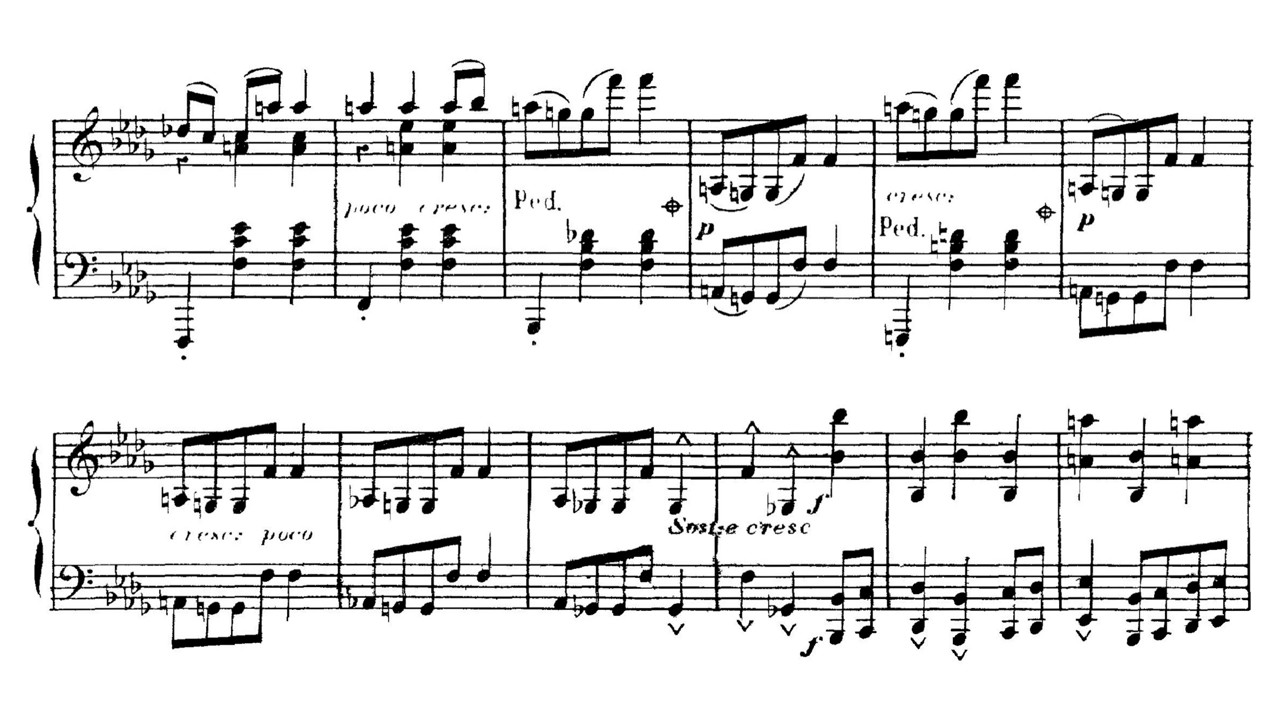 poco cresc:
Ped.
p
cresc:
Ped.
p
cresc: poco
f
Sost:e cresc
f